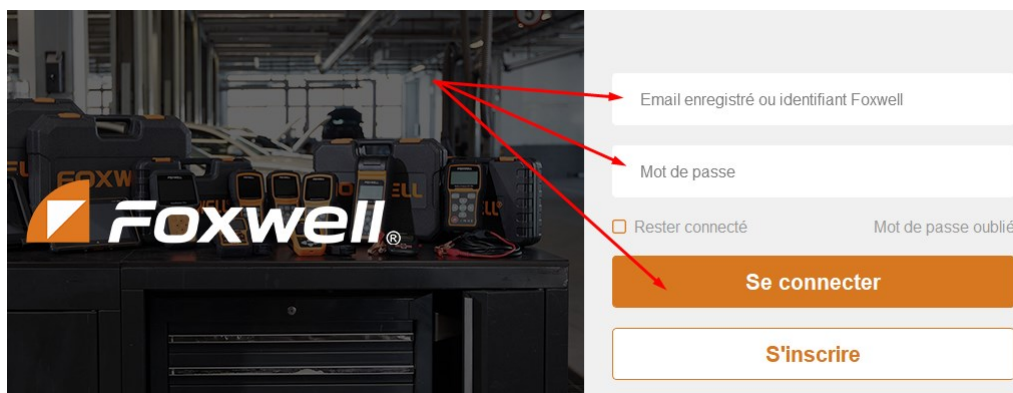 FOXWELL®
Email enregistré ou identifiant Foxwell
Mot de passe
Rester connecté
Mot de passe oublié
Se connecter
S'inscrire